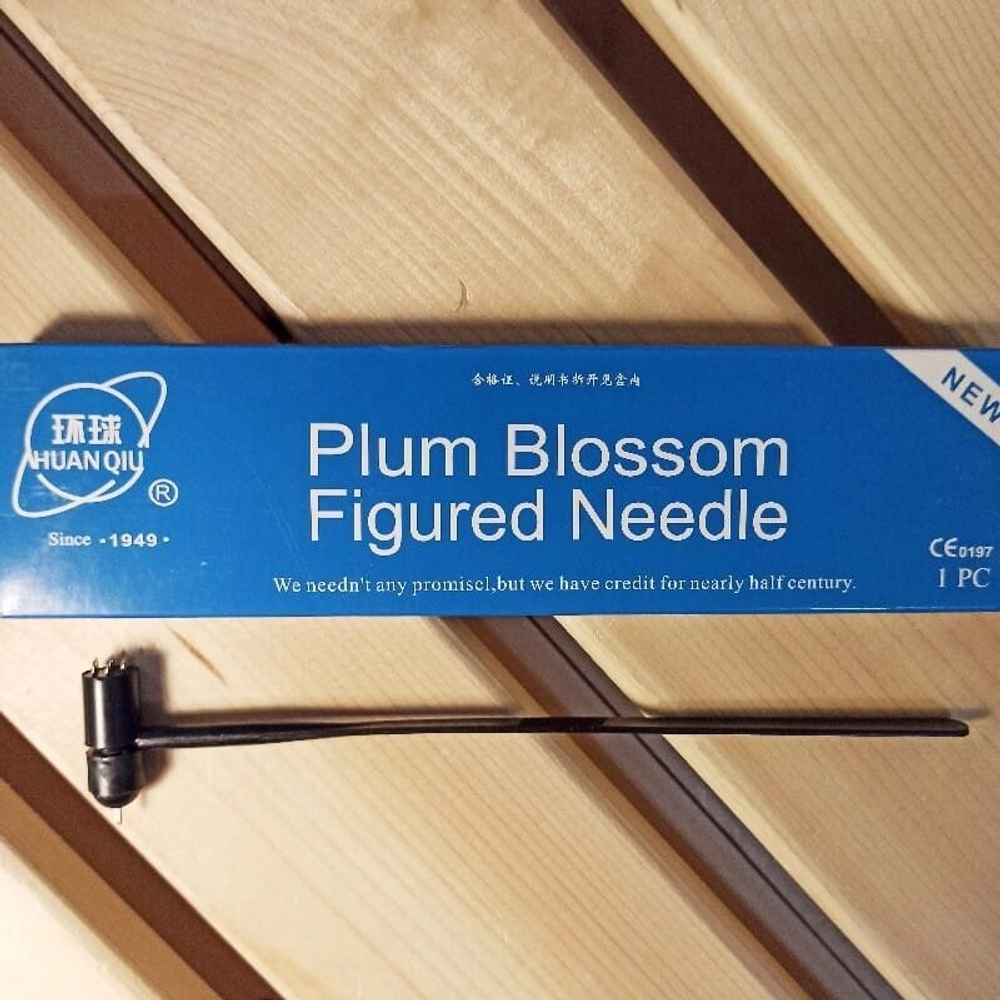 合格证、说明书拆开见盒内
NEW
环球
HUAN QIU
®
Since ·1949·
Plum Blossom
Figured Needle
CE0197
1 PC
We needn't any promisel,but we have credit for nearly half century.